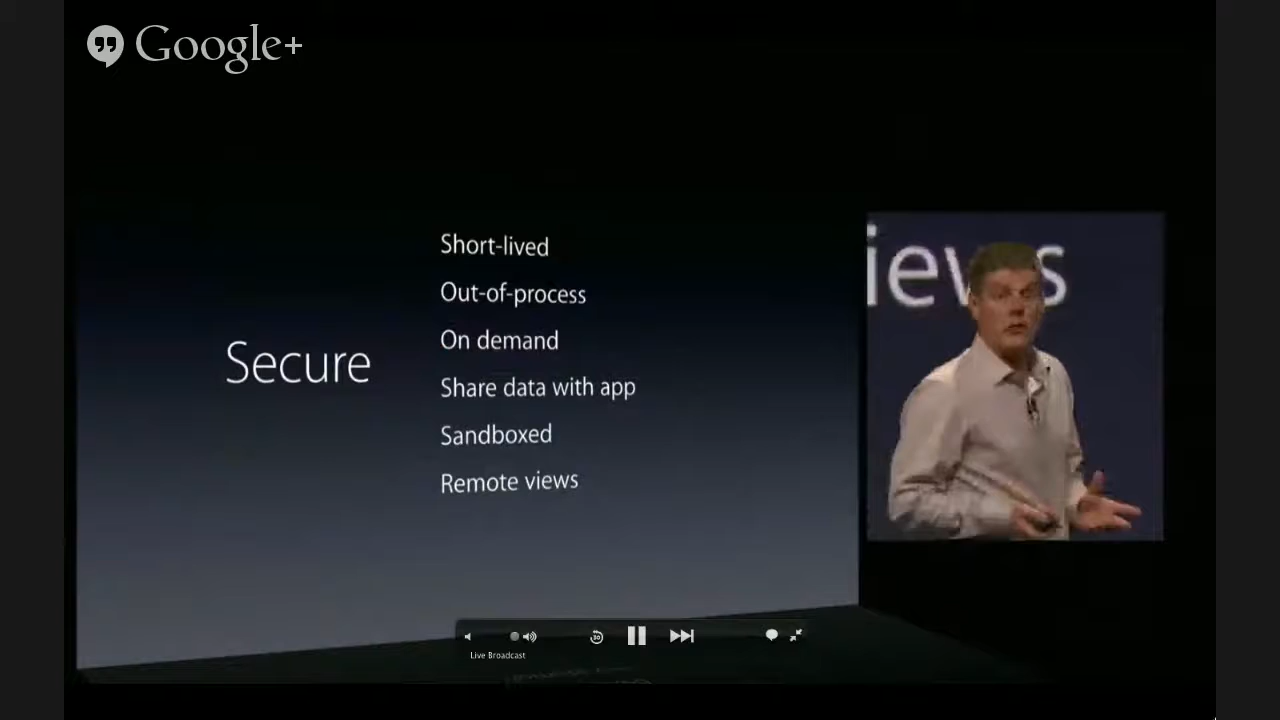 Google+
Secure
Short-lived
Out-of-process
On demand
Share data with app
Sandboxed
Remote views
iews
30
Live Broadcast